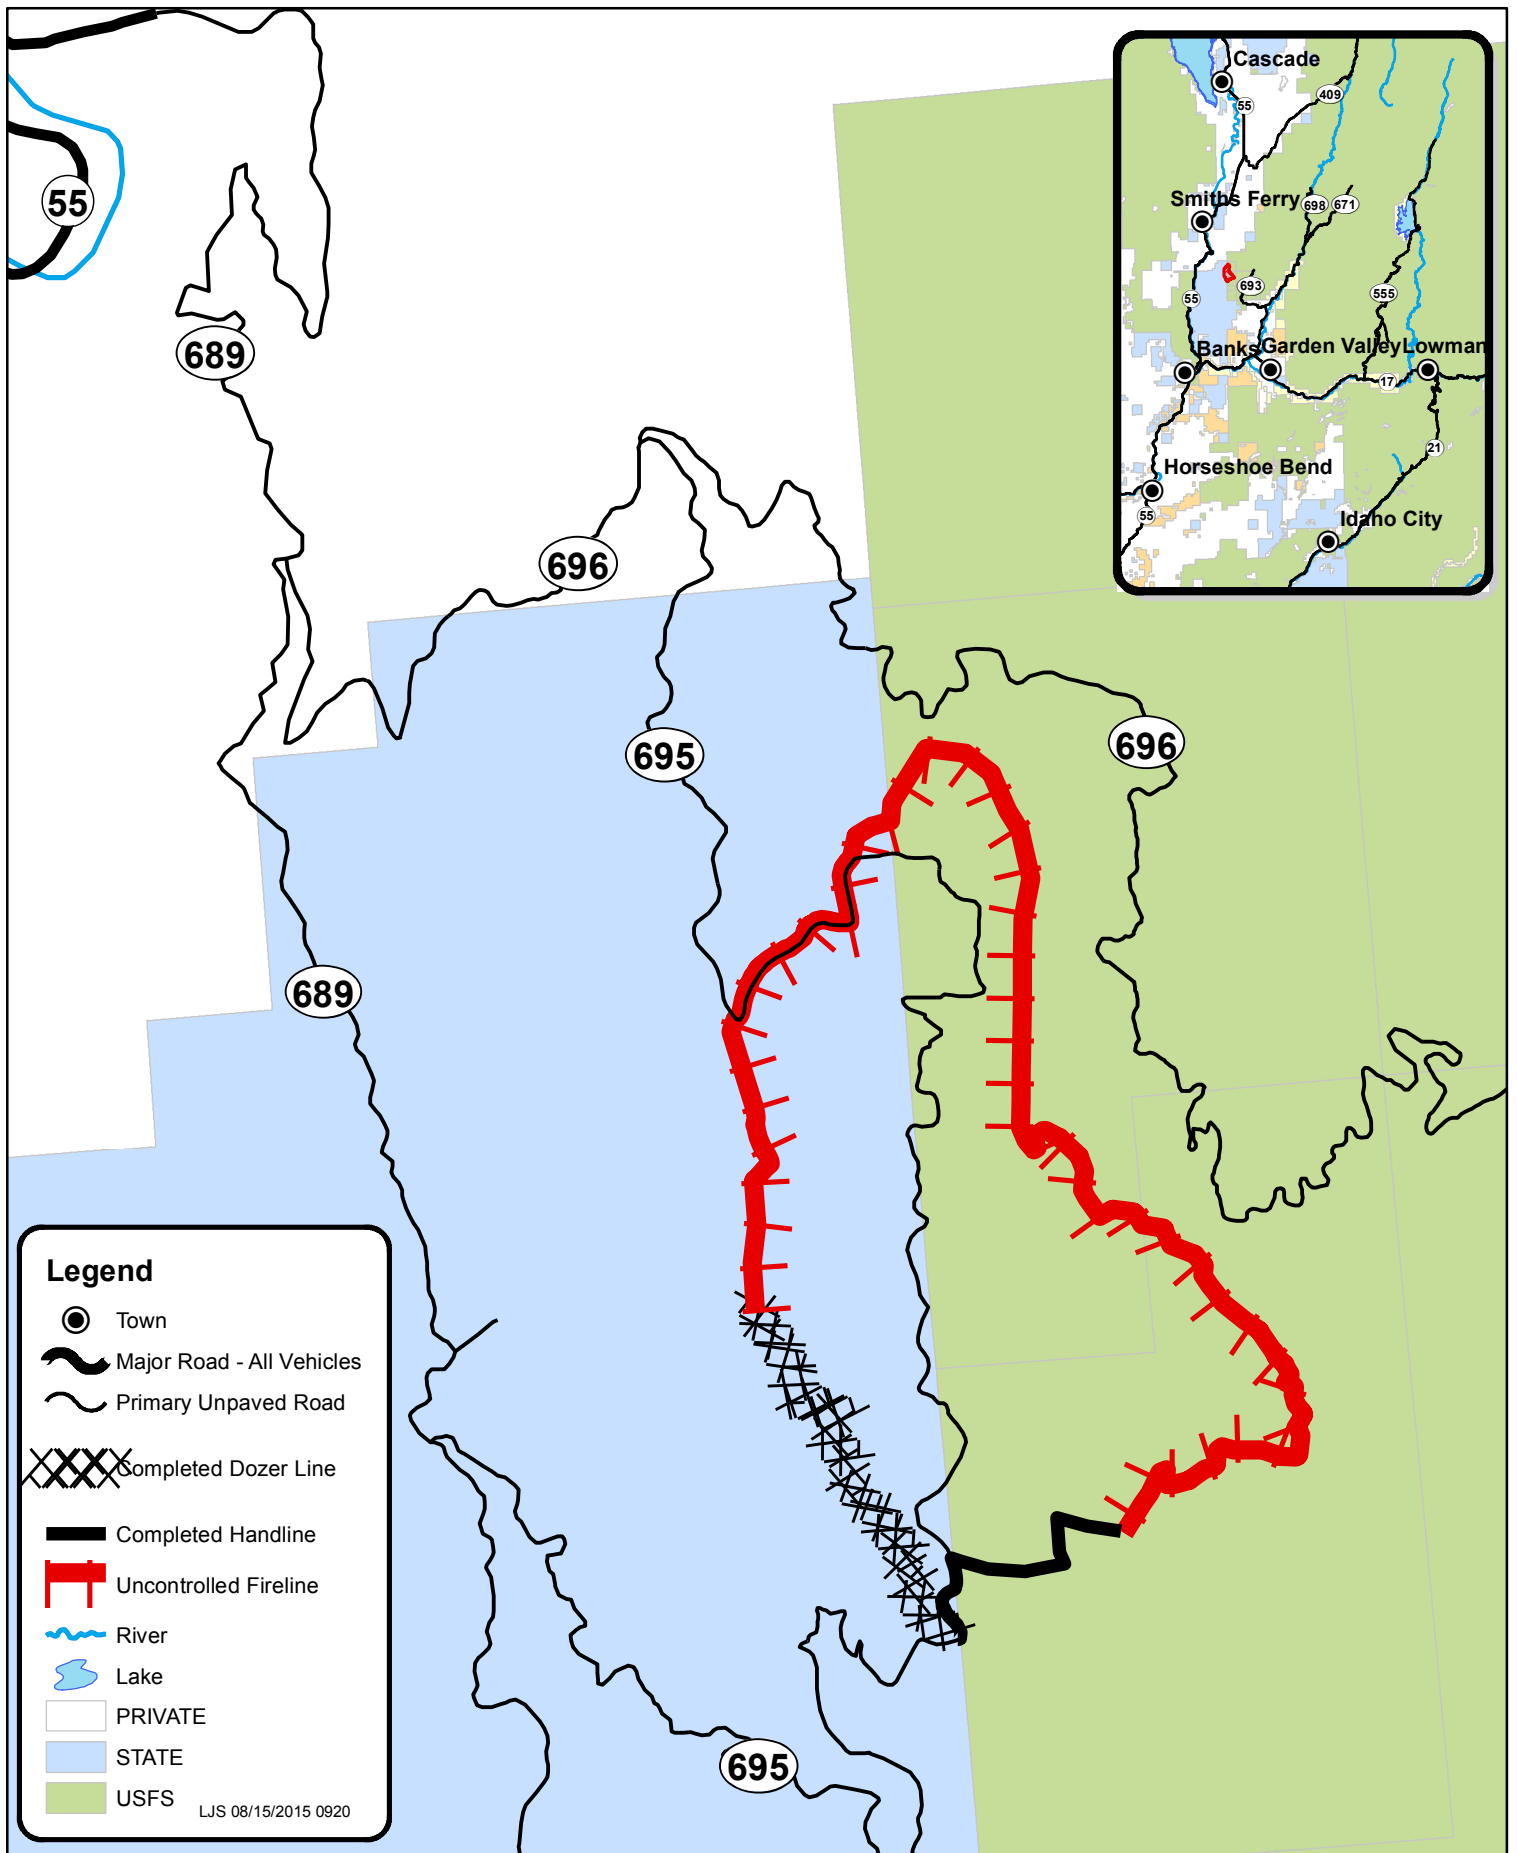 55
689
696
695
696
689
695
Cascade
55
409
Smiths Ferry
698
671
693
55
555
Banks
Garden Valley
Lowman
17
21
Horseshoe Bend
55
Idaho City
Legend
Town
Major Road - All Vehicles
Primary Unpaved Road
Completed Dozer Line
Completed Handline
Uncontrolled Fireline
River
Lake
PRIVATE
STATE
USFS
LJS 08/15/2015 0920